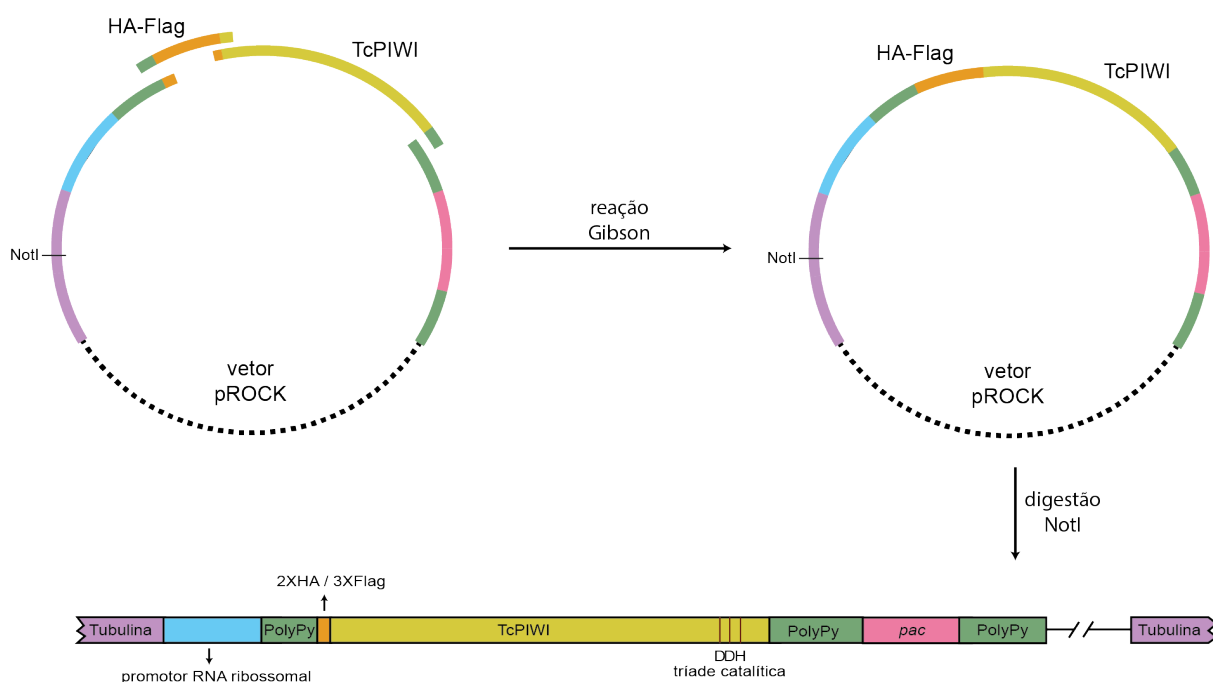 HA-Flag
TcPIWI
NotI
vetor
pROCK
reação
Gibson
HA-Flag
TcPIWI
NotI
vetor
pROCK
digestão
NotI
2XHA / 3XFlag
Tubulina
PolyPy
TcPIWI
PolyPy
pac
PolyPy
Tubulina
promotor RNA ribossomal
DDH
tríade catalítica